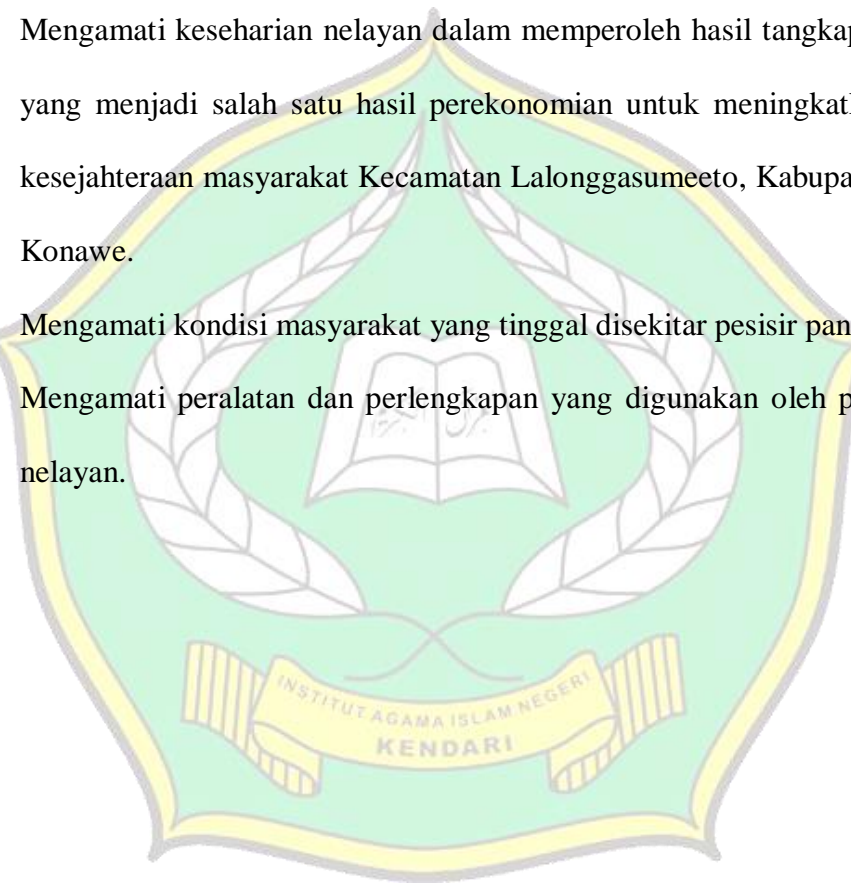 Mengamati keseharian nelayan dalam memperoleh hasil tangkap
yang menjadi salah satu hasil perekonomian untuk meningkat
kesejahteraan masyarakat Kecamatan Lalonggasumeeto, Kabupa
Konawe.
Mengamati kondisi masyarakat yang tinggal disekitar pesisir pan
Mengamati peralatan dan perlengkapan yang digunakan oleh p
nelayan.
INSTITUT AGAMA ISLAM NEGERI
KENDARI